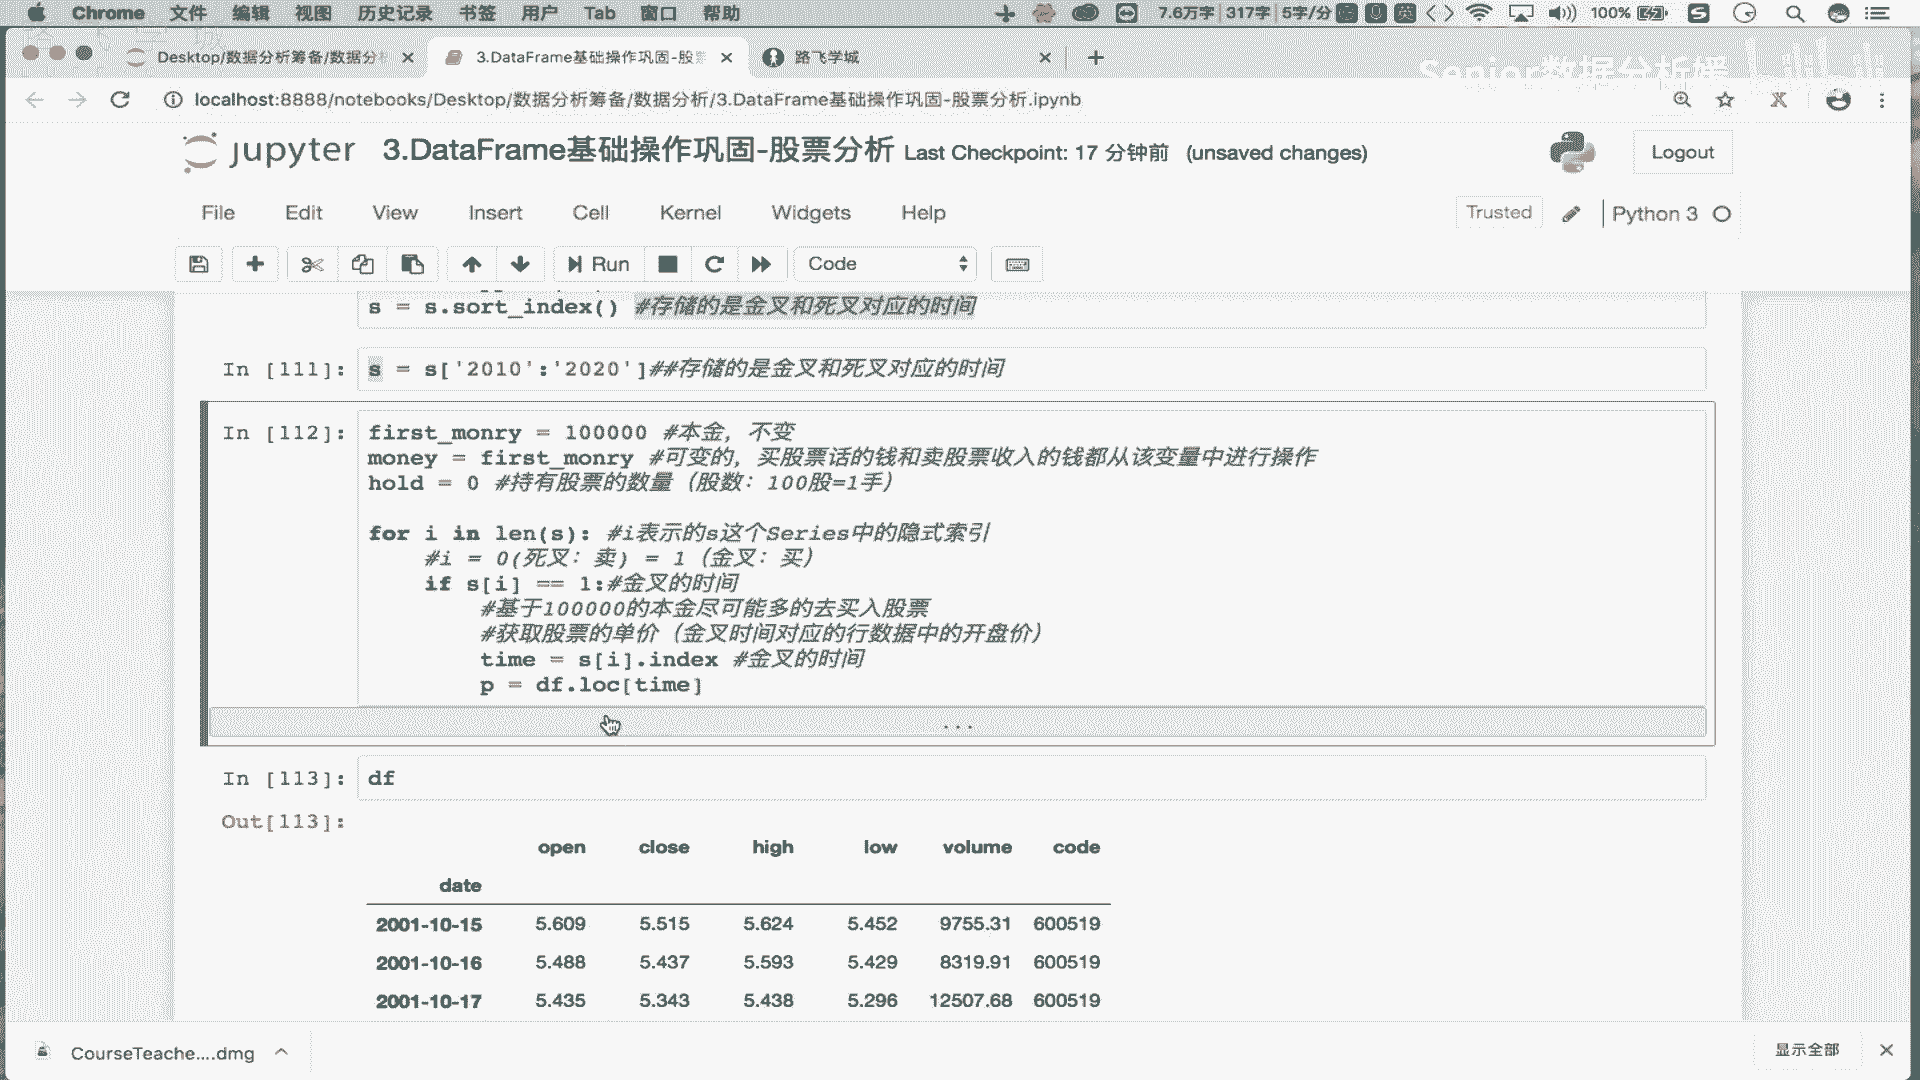 Chrome 文件 编辑 视图 历史记录 书签 用户 Tab 窗口 帮助 7.6万字 317字 5字/分 英 100%
Desktop/数据分析筹备/数据分析 3.DataFrame基础操作巩固-股票 路飞学城
Senior数据分析媛 bilibili
localhost:8888/notebooks/Desktop/数据分析筹备/数据分析/3.DataFrame基础操作巩固-股票分析.ipynb
jupyter 3.DataFrame基础操作巩固-股票分析 Last Checkpoint: 17 分钟前 (unsaved changes) Logout
File Edit View Insert Cell Kernel Widgets Help Trusted Python 3
Run Code
s = s.sort_index() #存储的是金叉和死叉对应的时间
In [111]: s = s['2010':'2020']##存储的是金叉和死叉对应的时间
In [112]: first_monry = 100000 #本金，不变
money = first_monry #可变的，买股票话的钱和卖股票收入的钱都从该变量中进行操作
hold = 0 #持有股票的数量（股数：100股=1手）
for i in len(s): #i表示的s这个Series中的隐式索引
#i = 0(死叉：卖) = 1（金叉：买）
if s[i] == 1:#金叉的时间
#基于100000的本金尽可能多的去买入股票
#获取股票的单价（金叉时间对应的行数据中的开盘价）
time = s[i].index #金叉的时间
p = df.loc[time]
...
In [113]: df
Out[113]:
open close high low volume code
date
2001-10-15 5.609 5.515 5.624 5.452 9755.31 600519
2001-10-16 5.488 5.437 5.593 5.429 8319.91 600519
2001-10-17 5.435 5.343 5.438 5.296 12507.68 600519
CourseTeache....dmg 显示全部